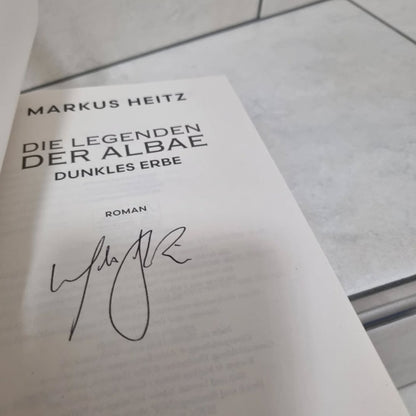 MARKUS HEITZ
DIE LEGENDEN
DER ALBAE
DUNKLES ERBE
ROMAN